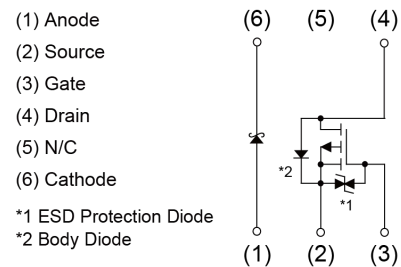 (1) Anode
(2) Source
(3) Gate
(4) Drain
(5) N/C
(6) Cathode
*1 ESD Protection Diode
*2 Body Diode
(6) (5) (4)
*2
*1
(1) (2) (3)